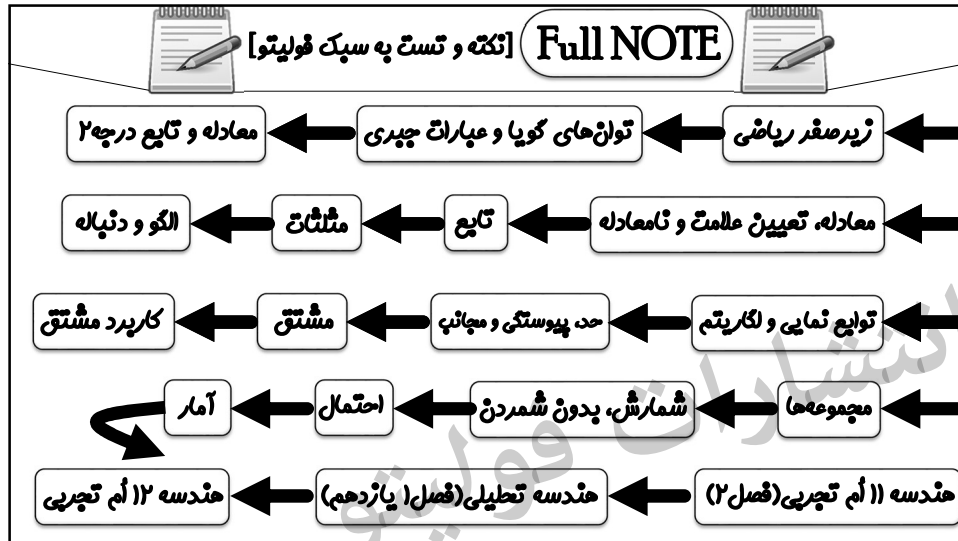 Full NOTE [نکته و تست به سبک فولیتو]
زیرصفر ریاضی توان‌های گویا و عبارات جبری معادله و تابع درجه۲
معادله، تعیین علامت و نامعادله تابع مثلثات الگو و دنباله
توابع نمایی و لگاریتم حد، پیوستگی و مجانب مشتق کاربرد مشتق
مجموعه‌ها شمارش، بدون شمردن احتمال آمار
هندسه ۱۱ اُم تجربی(فصل۲) هندسه تحلیلی(فصل۱ یازدهم) هندسه ۱۲ اُم تجربی
انتشارات فولیتو